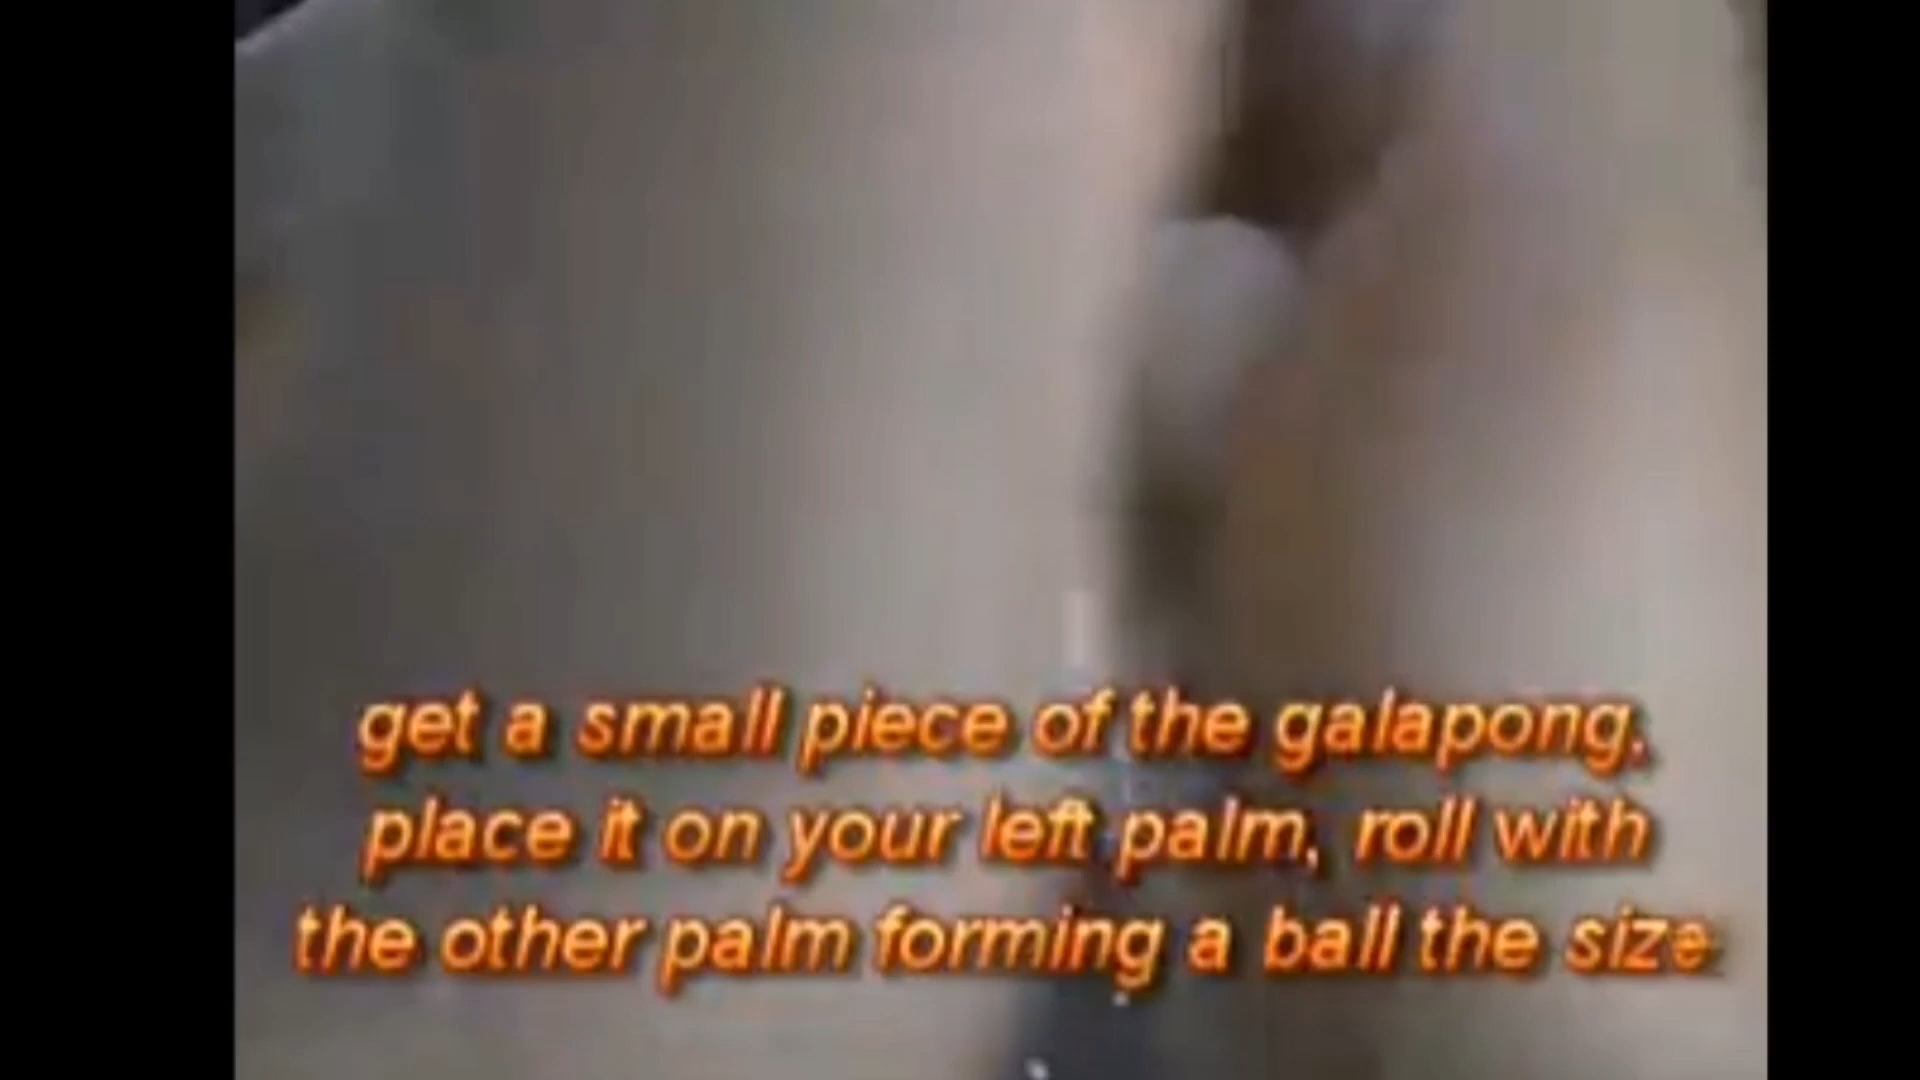 get a small piece of the galapong,
place it on your left palm, roll with
the other palm forming a ball the size